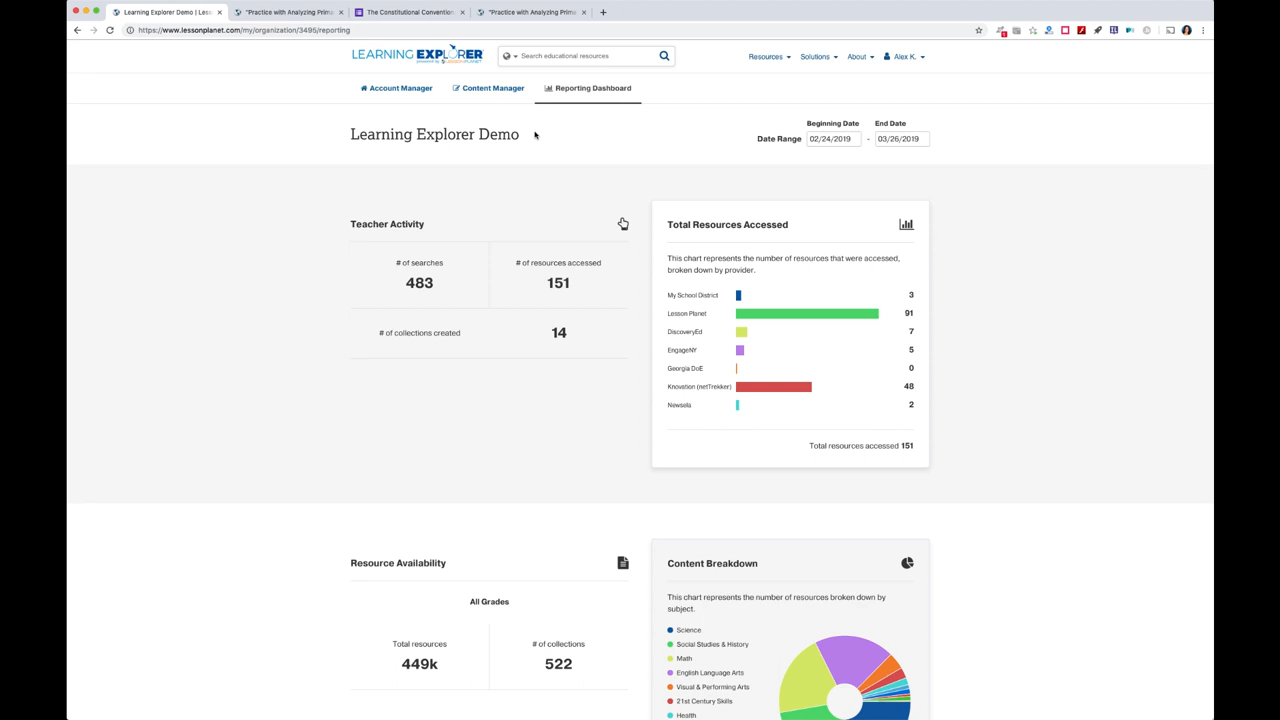 Learning Explorer Demo | Less
"Practice with Analyzing Prima
The Constitutional Convention
"Practice with Analyzing Prima
https://www.lessonplanet.com/my/organization/3495/reporting
LEARNING EXPLORER
powered by LESSONPLANET
Search educational resources
Resources
Solutions
About
Alex K.
Account Manager
Content Manager
Reporting Dashboard
Learning Explorer Demo
Beginning Date
End Date
Date Range
02/24/2019 - 03/26/2019
Teacher Activity
# of searches
483
# of resources accessed
151
# of collections created
14
Total Resources Accessed
This chart represents the number of resources that were accessed,
broken down by provider.
My School District 3
Lesson Planet 91
DiscoveryEd 7
EngageNY 5
Georgia DoE 0
Knovation (netTrekker) 48
Newsela 2
Total resources accessed 151
Resource Availability
All Grades
Total resources
449k
# of collections
522
Content Breakdown
This chart represents the number of resources broken down by
subject.
Science
Social Studies & History
Math
English Language Arts
Visual & Performing Arts
21st Century Skills
Health